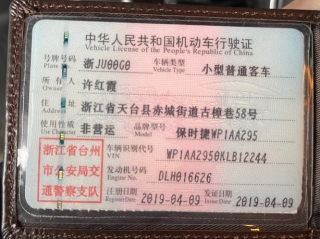 中华人民共和国机动车行驶证
Vehicle License of the People's Republic of China
号牌号码 浙JU00G0 车辆类型 小型普通客车
Plate No. Vehicle Type
所有人 许红霞
Owner
住址 浙江省天台县赤城街道古樟巷58号
Address
使用性质 非营运 品牌型号 保时捷WP1AA295
Use Character Model
浙江省台州 车辆识别代号 WP1AA2950KLB12244
VIN
市公安局交 发动机号码 DLH016626
Engine No.
通警察支队 注册日期 2019-04-09 发证日期 2019-04-09
Register Date Issue Date